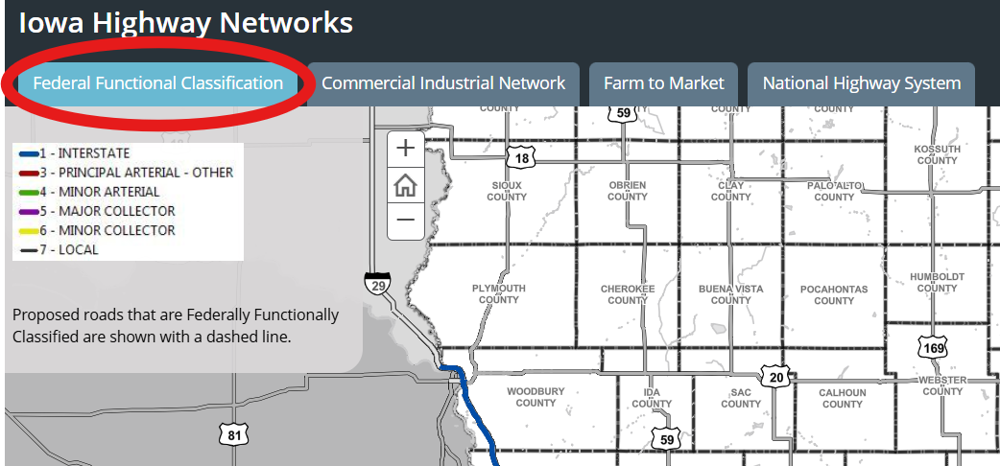 Iowa Highway Networks
Federal Functional Classification
Commercial Industrial Network
Farm to Market
National Highway System
1 - INTERSTATE
3 - PRINCIPAL ARTERIAL - OTHER
4 - MINOR ARTERIAL
5 - MAJOR COLLECTOR
6 - MINOR COLLECTOR
7 - LOCAL
Proposed roads that are Federally Functionally
Classified are shown with a dashed line.
+
−
COUNTY
59
COUNTY
COUNTY
18
KOSSUTH
COUNTY
SIOUX
COUNTY
OBRIEN
COUNTY
CLAY
COUNTY
PALO ALTO
COUNTY
29
PLYMOUTH
COUNTY
CHEROKEE
COUNTY
BUENA VISTA
COUNTY
POCAHONTAS
COUNTY
HUMBOLDT
COUNTY
169
20
WOODBURY
COUNTY
IDA
COUNTY
SAC
COUNTY
CALHOUN
COUNTY
WEBSTER
COUNTY
81
59